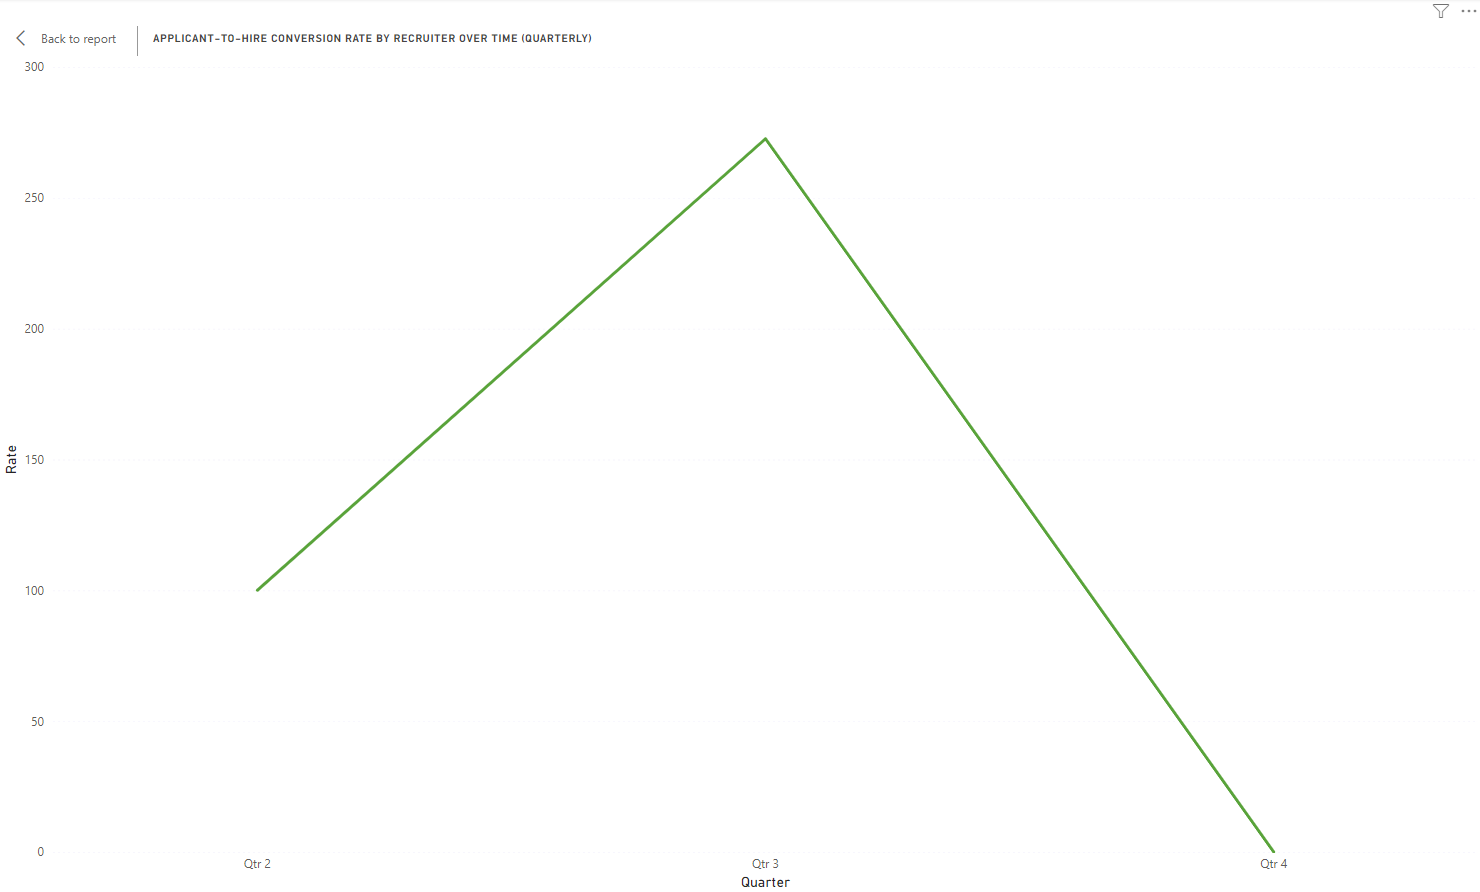 Back to report
APPLICANT-TO-HIRE CONVERSION RATE BY RECRUITER OVER TIME (QUARTERLY)
300
250
200
150
100
50
0
Rate
Qtr 2
Qtr 3
Qtr 4
Quarter